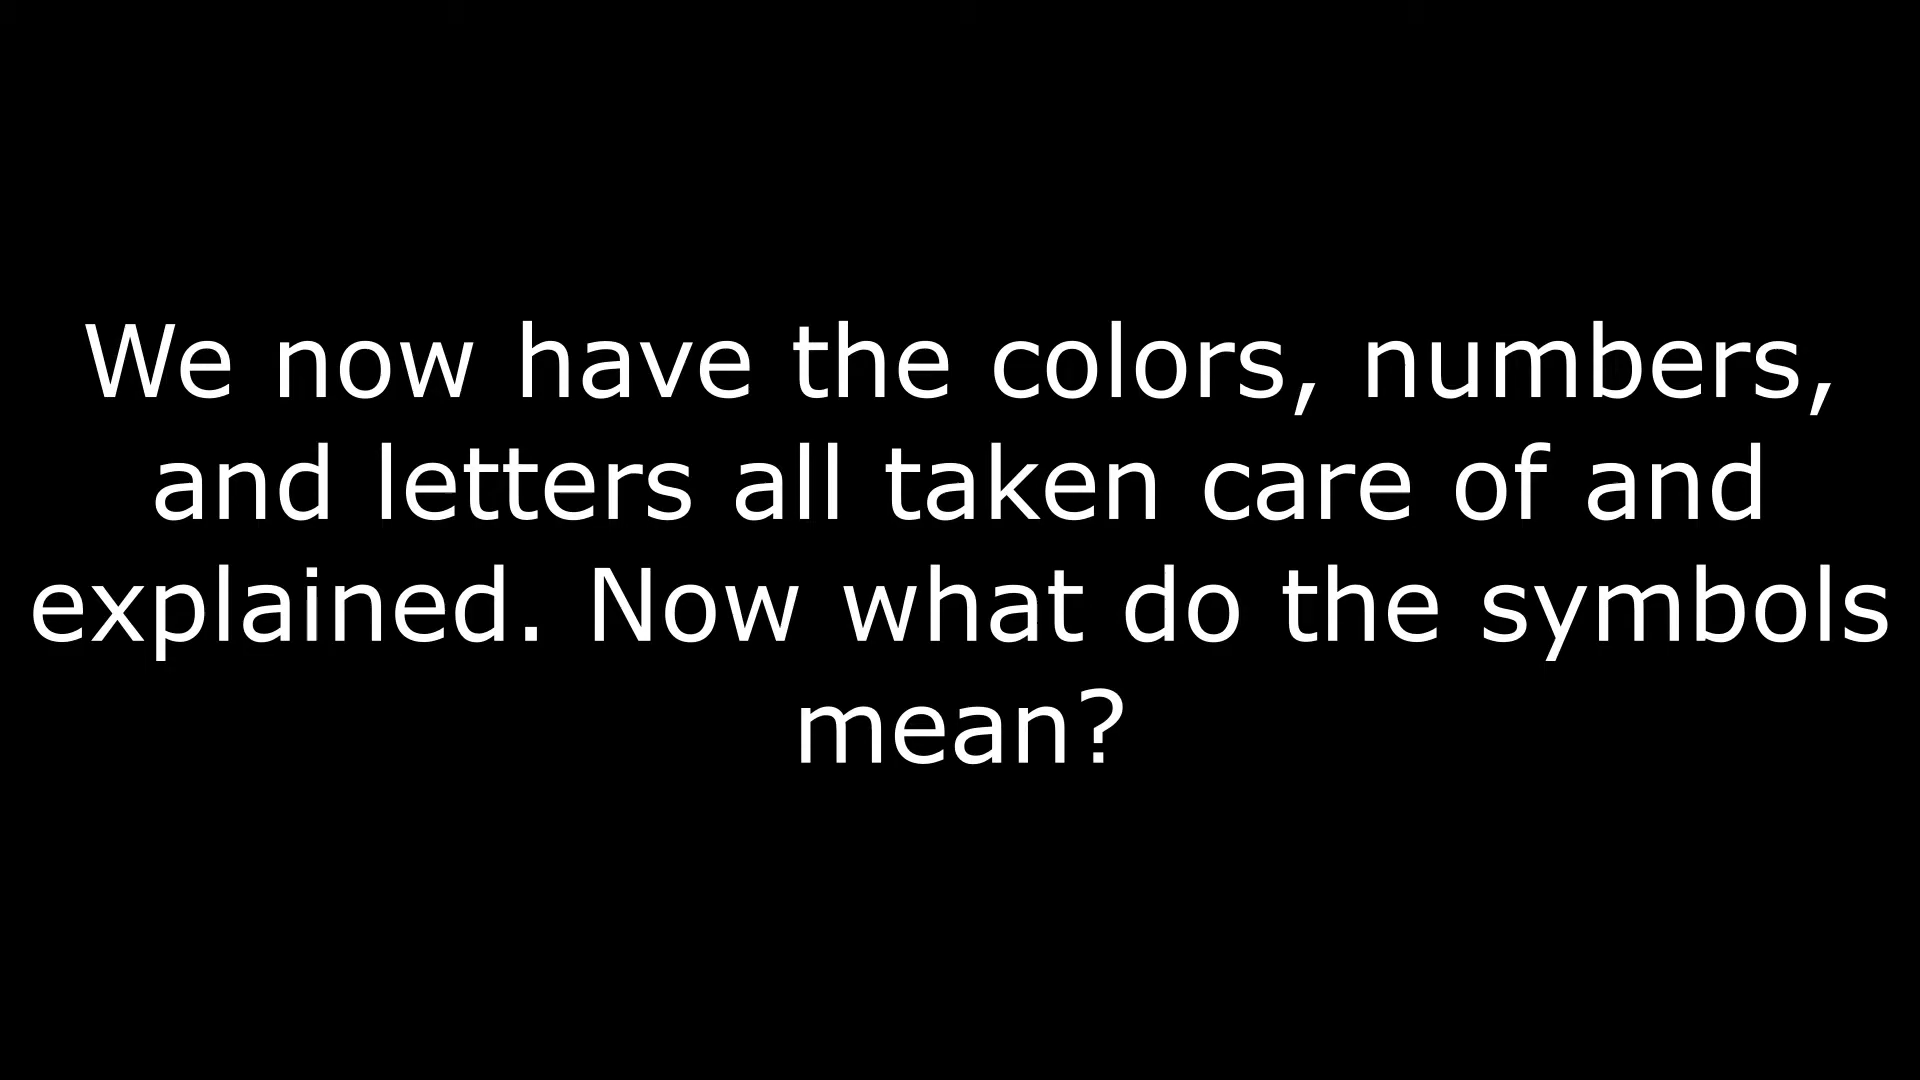 We now have the colors, numbers,
and letters all taken care of and
explained. Now what do the symbols
mean?